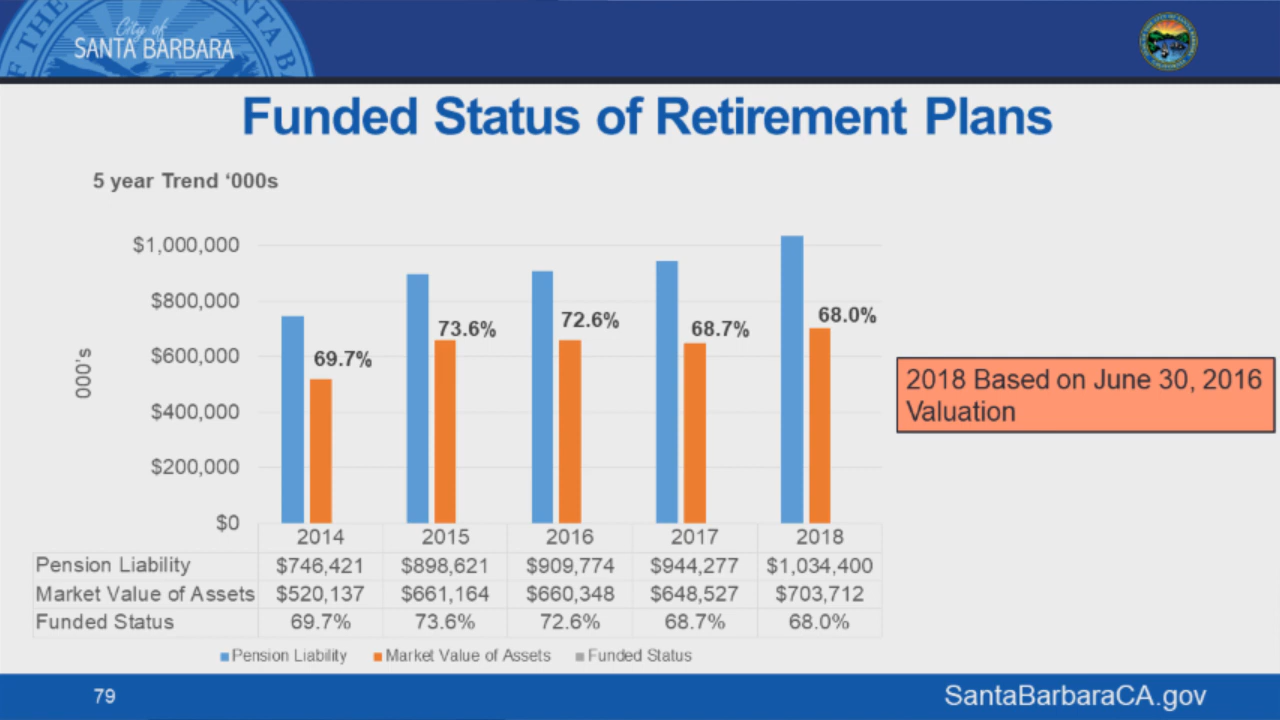 City of
SANTA BARBARA
Funded Status of Retirement Plans
5 year Trend ‘000s
000's
$1,000,000
$800,000
$600,000
$400,000
$200,000
$0
69.7%
73.6%
72.6%
68.7%
68.0%
2018 Based on June 30, 2016
Valuation
2014 2015 2016 2017 2018
Pension Liability $746,421 $898,621 $909,774 $944,277 $1,034,400
Market Value of Assets $520,137 $661,164 $660,348 $648,527 $703,712
Funded Status 69.7% 73.6% 72.6% 68.7% 68.0%
Pension Liability Market Value of Assets Funded Status
79
SantaBarbaraCA.gov